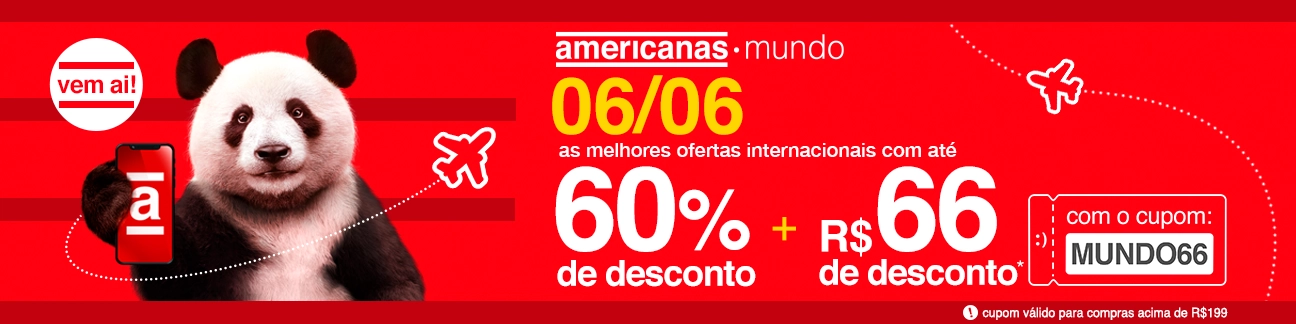 vem ai!
a
americanas • mundo
06/06
as melhores ofertas internacionais com até
60% + R$66
de desconto de desconto*
com o cupom:
:)
MUNDO66
! cupom válido para compras acima de R$199